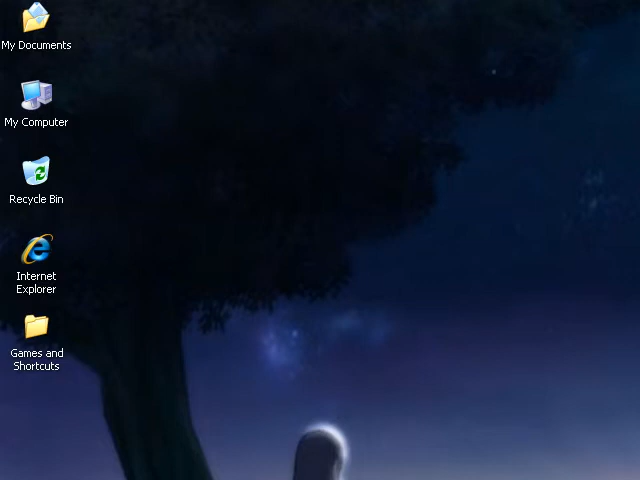 My Documents
My Computer
Recycle Bin
Internet
Explorer
Games and
Shortcuts